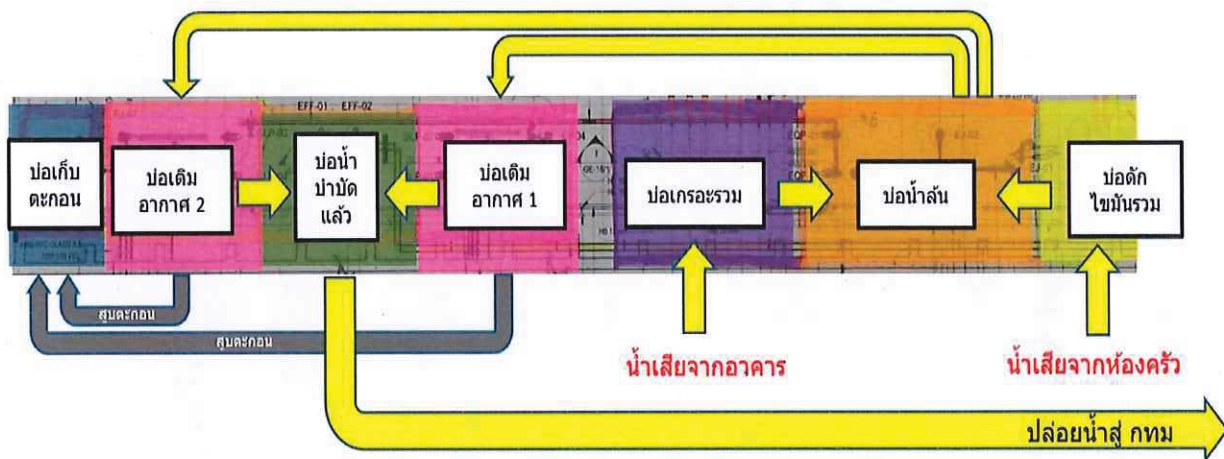 EFF-01 : EFF-02
บ่อเก็บ
ตะกอน
บ่อเติม
อากาศ 2
บ่อน้ำ
บำบัด
แล้ว
บ่อเติม
อากาศ 1
บ่อเกรอะรวม
บ่อน้ำล้น
บ่อดัก
ไขมันรวม
สูบตะกอน
สูบตะกอน
น้ำเสียจากอวคาร
น้ำเสียจากห้องครัว
ปล่อยน้ำสู่ กทม